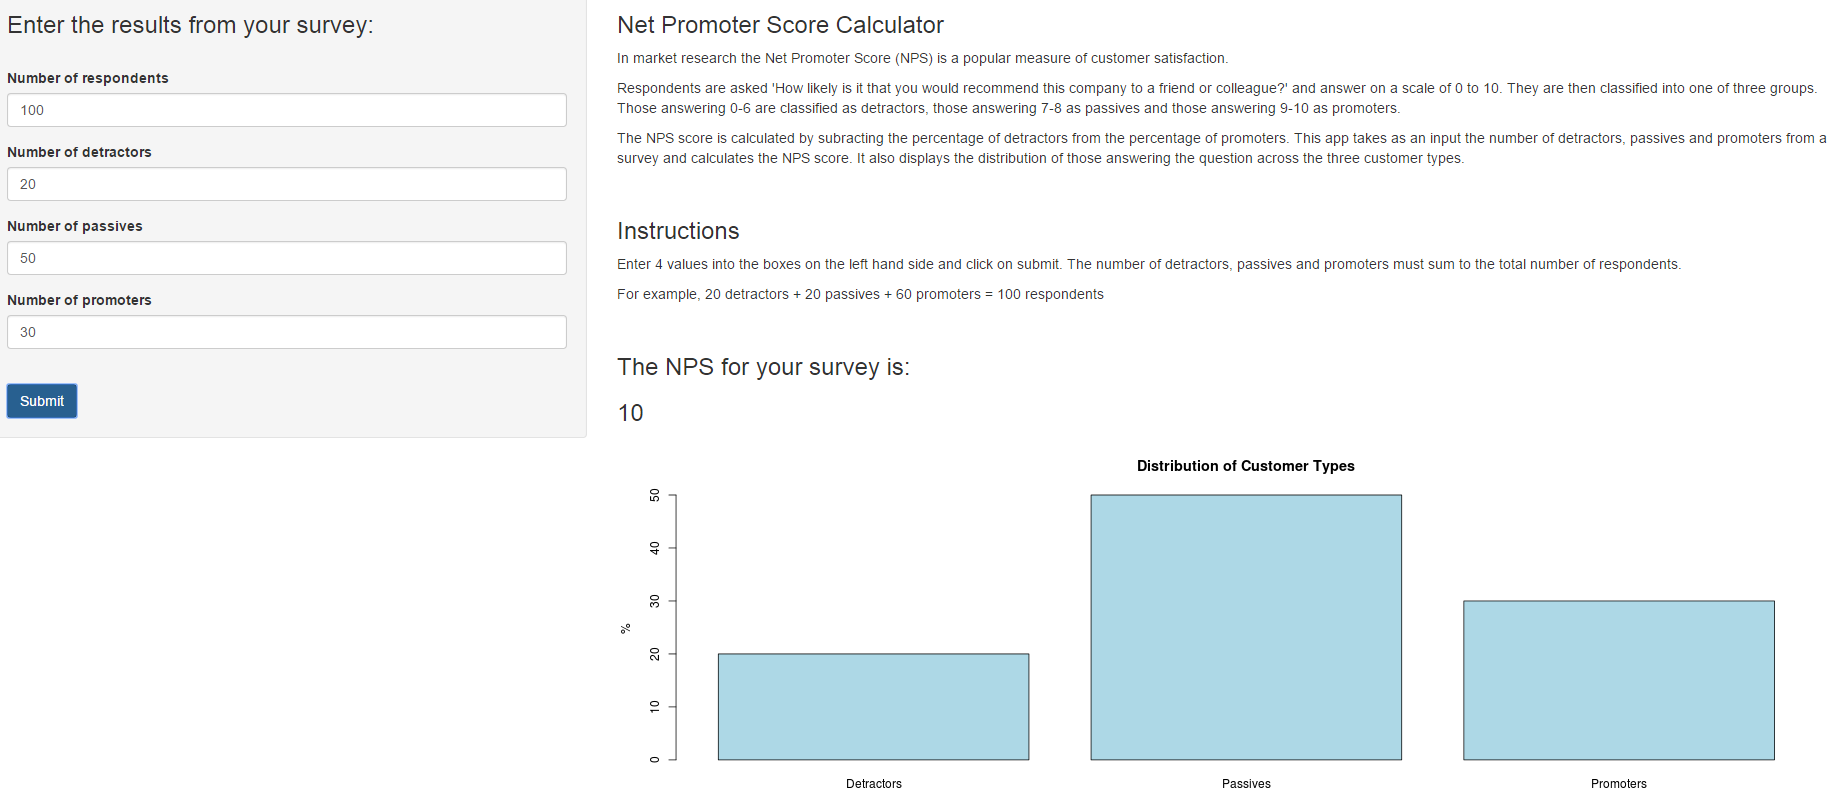 Enter the results from your survey:
Number of respondents
100
Number of detractors
20
Number of passives
50
Number of promoters
30
Submit
Net Promoter Score Calculator
In market research the Net Promoter Score (NPS) is a popular measure of customer satisfaction.
Respondents are asked 'How likely is it that you would recommend this company to a friend or colleague?' and answer on a scale of 0 to 10. They are then classified into one of three groups.
Those answering 0-6 are classified as detractors, those answering 7-8 as passives and those answering 9-10 as promoters.
The NPS score is calculated by subracting the percentage of detractors from the percentage of promoters. This app takes as an input the number of detractors, passives and promoters from a
survey and calculates the NPS score. It also displays the distribution of those answering the question across the three customer types.
Instructions
Enter 4 values into the boxes on the left hand side and click on submit. The number of detractors, passives and promoters must sum to the total number of respondents.
For example, 20 detractors + 20 passives + 60 promoters = 100 respondents
The NPS for your survey is:
10
Distribution of Customer Types
50
40
30
20
10
0
%
Detractors
Passives
Promoters